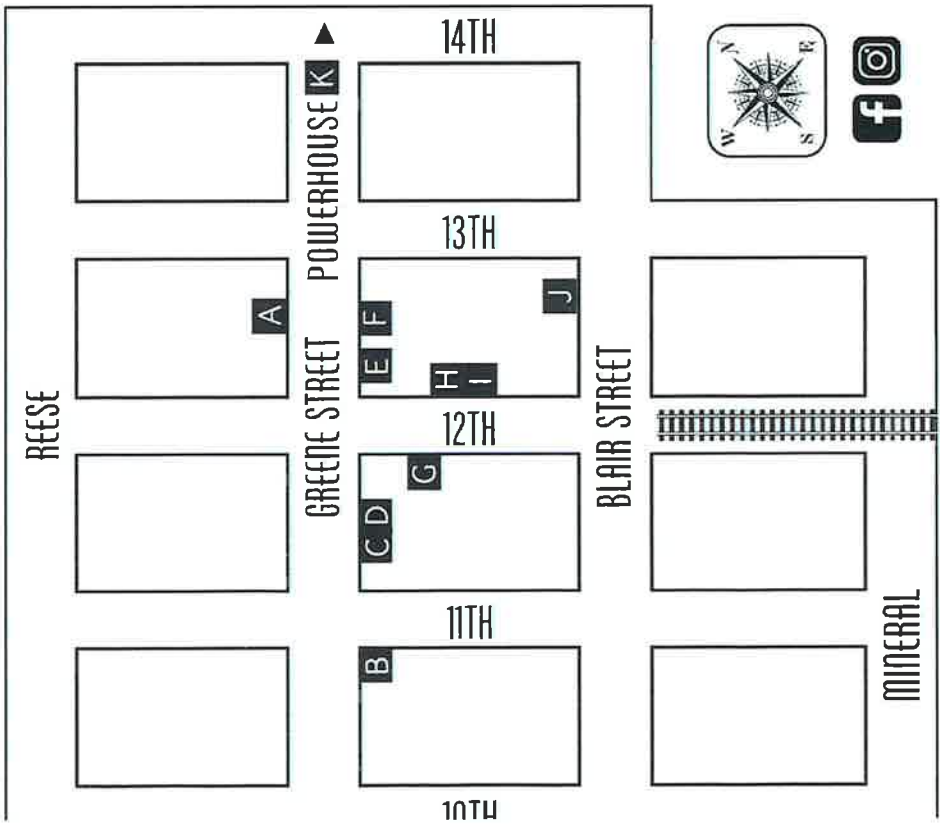 14TH
K
POWERHOUSE
N
E
W
S
f
13TH
A
F
J
E
H
I
REESE
GREENE STREET
12TH
BLAIR STREET
G
C D
11TH
B
MINERAL
10TH